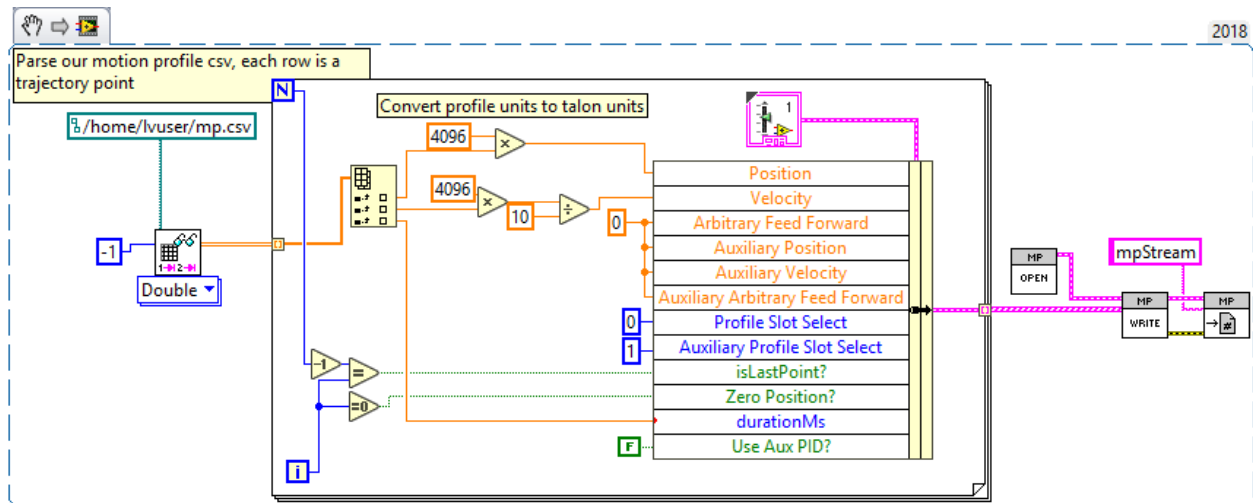 2018
Parse our motion profile csv, each row is a
trajectory point
N
Convert profile units to talon units
/home/lvuser/mp.csv
1
4096
×
Position
4096
×
10
÷
Velocity
0
Arbitrary Feed Forward
Auxiliary Position
-1
1 2
MP
OPEN
mpStream
Auxiliary Velocity
Double
Auxiliary Arbitrary Feed Forward
MP
WRITE
MP
#
0
Profile Slot Select
1
Auxiliary Profile Slot Select
-1
=
isLastPoint?
=0
Zero Position?
durationMs
F
Use Aux PID?
i